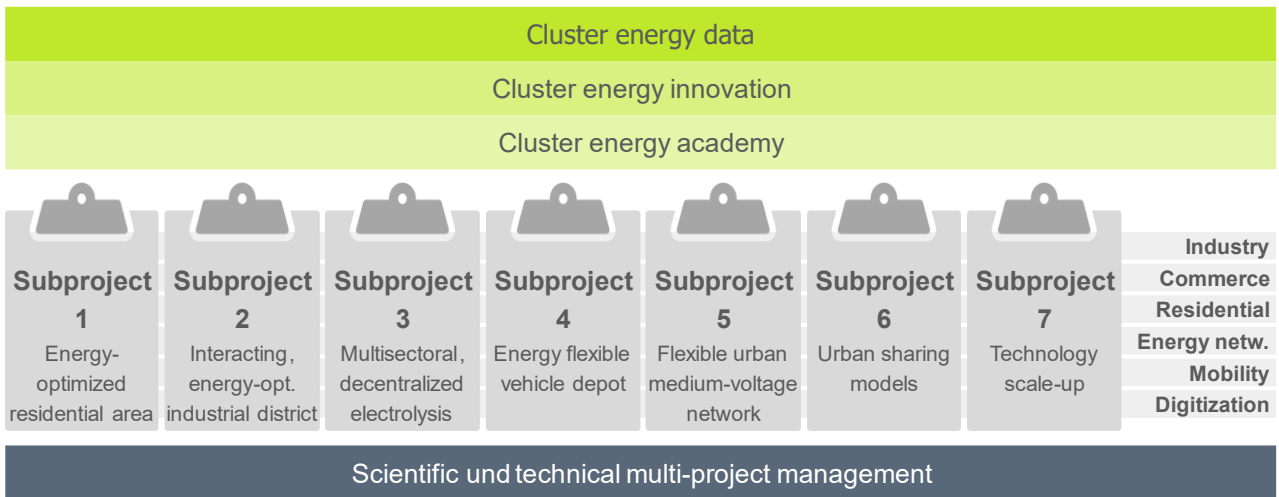 Cluster energy data
Cluster energy innovation
Cluster energy academy
Subproject
1
Energy-
optimized
residential area
Subproject
2
Interacting,
energy-opt.
industrial district
Subproject
3
Multisectoral,
decentralized
electrolysis
Subproject
4
Energy flexible
vehicle depot
Subproject
5
Flexible urban
medium-voltage
network
Subproject
6
Urban sharing
models
Subproject
7
Technology
scale-up
Industry
Commerce
Residential
Energy netw.
Mobility
Digitization
Scientific und technical multi-project management